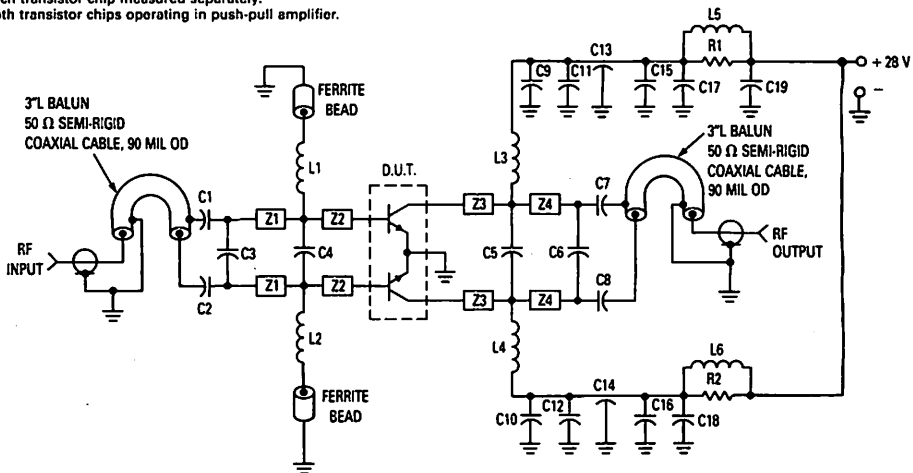 ch transistor chip measured separately.
oth transistor chips operating in push-pull amplifier.
L5
R1
C13
+ 28 V
C9
C11
C15
C17
C19
–
FERRITE
BEAD
3"L BALUN
50 Ω SEMI-RIGID
COAXIAL CABLE, 90 MIL OD
3"L BALUN
50 Ω SEMI-RIGID
COAXIAL CABLE,
90 MIL OD
L1
L3
D.U.T.
C1
C7
Z1
Z2
Z3
Z4
RF
INPUT
C3
C4
C5
C6
RF
OUTPUT
Z1
Z2
Z3
Z4
C2
C8
L2
L4
L6
R2
FERRITE
BEAD
C14
C10
C12
C16
C18